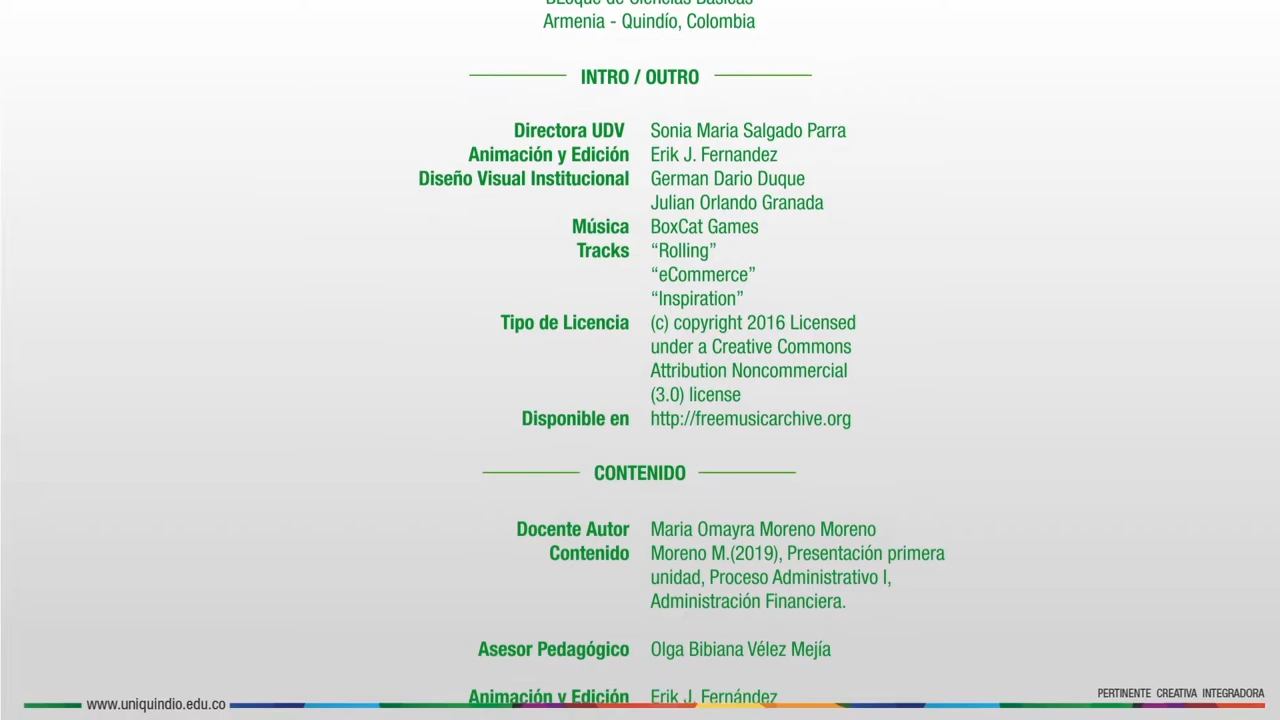 BLoque de Ciencias Básicas
Armenia - Quindío, Colombia
INTRO / OUTRO
Directora UDV Sonia Maria Salgado Parra
Animación y Edición Erik J. Fernandez
Diseño Visual Institucional German Dario Duque
Julian Orlando Granada
Música BoxCat Games
Tracks “Rolling”
“eCommerce”
“Inspiration”
Tipo de Licencia (c) copyright 2016 Licensed
under a Creative Commons
Attribution Noncommercial
(3.0) license
Disponible en http://freemusicarchive.org
CONTENIDO
Docente Autor Maria Omayra Moreno Moreno
Contenido Moreno M.(2019), Presentación primera
unidad, Proceso Administrativo I,
Administración Financiera.
Asesor Pedagógico Olga Bibiana Vélez Mejía
Animación y Edición Erik J. Fernández
www.uniquindio.edu.co
PERTINENTE CREATIVA INTEGRADORA